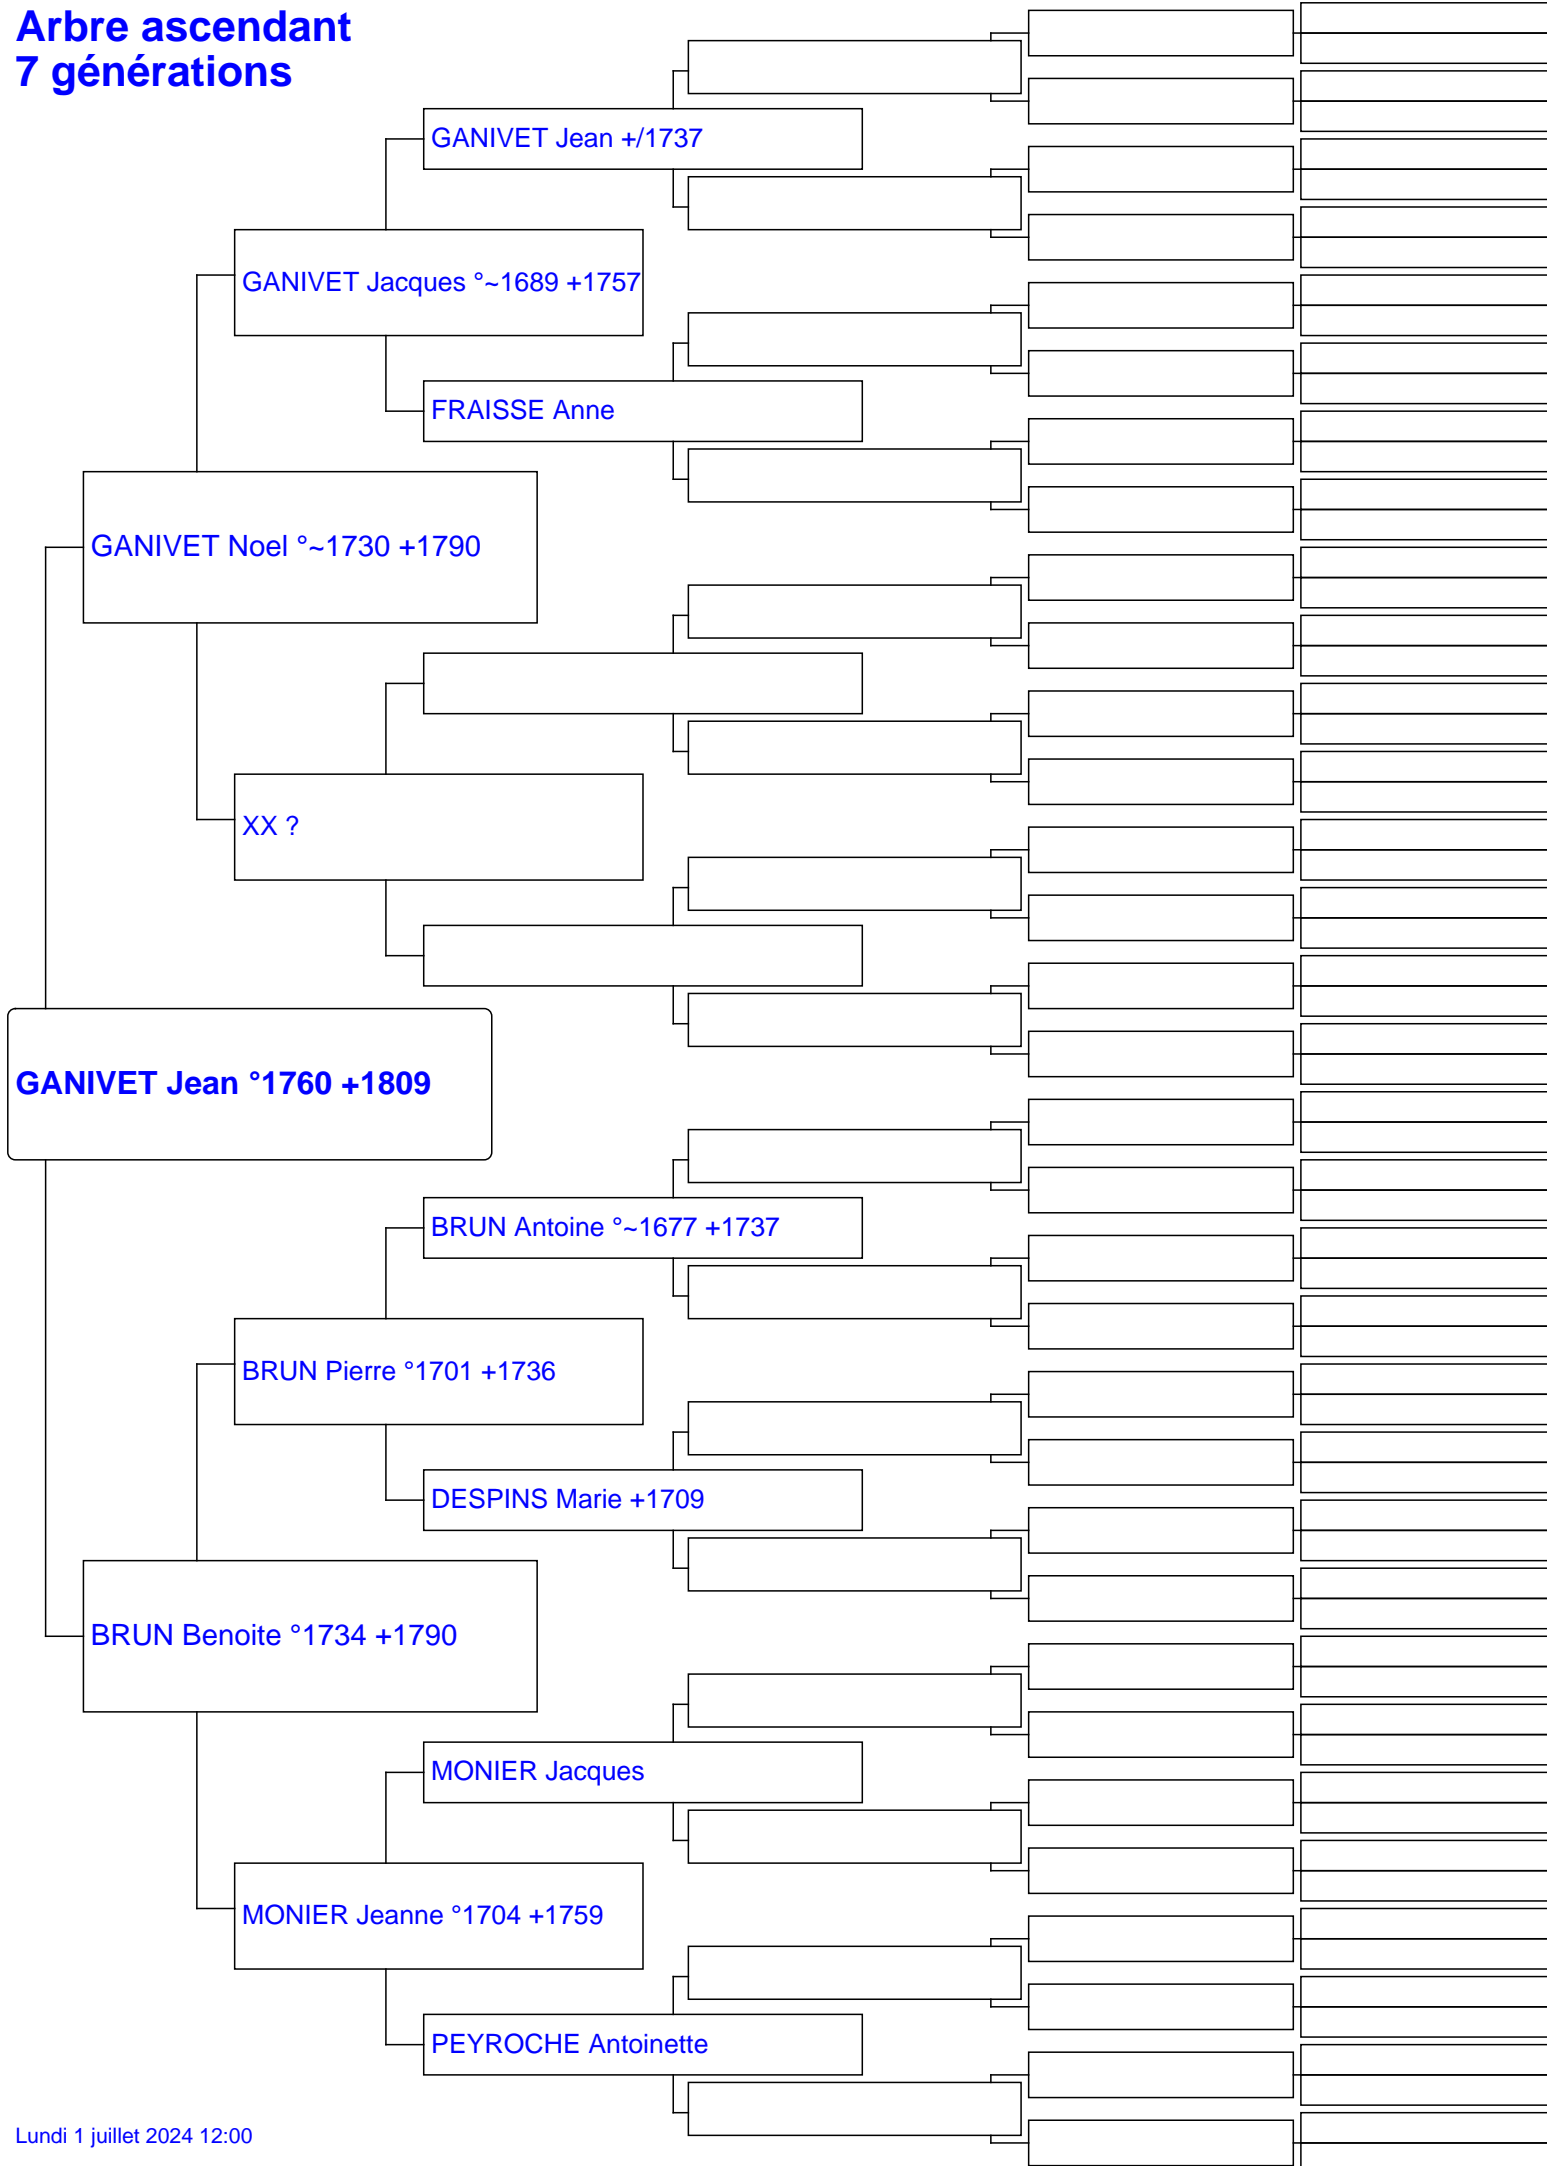 Arbre ascendant
7 générations
GANIVET Jean +/1737
GANIVET Jacques °~1689 +1757
FRAISSE Anne
GANIVET Noel °~1730 +1790
XX ?
GANIVET Jean °1760 +1809
BRUN Antoine °~1677 +1737
BRUN Pierre °1701 +1736
DESPINS Marie +1709
BRUN Benoite °1734 +1790
MONIER Jacques
MONIER Jeanne °1704 +1759
PEYROCHE Antoinette
Lundi 1 juillet 2024 12:00